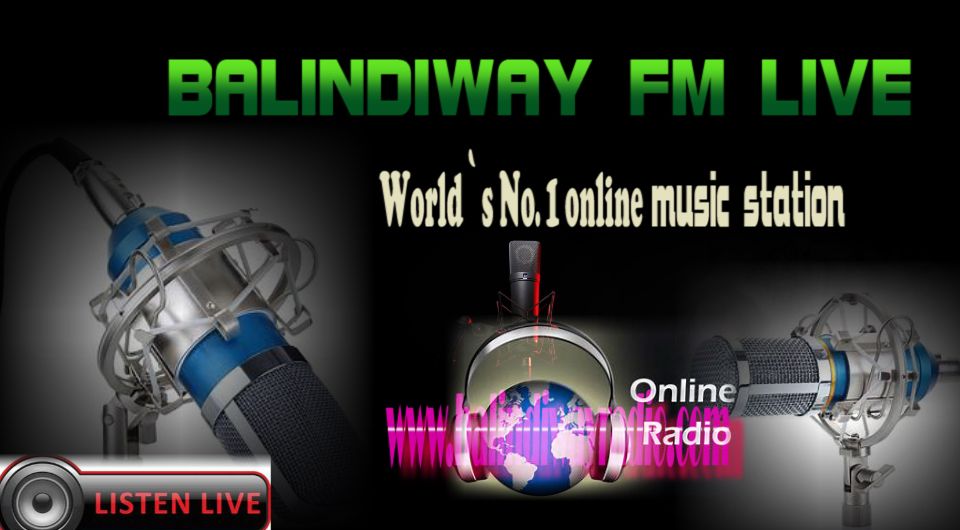 BALINDIWAY FM LIVE
World`s No.1 online music station
Online
Radio
LISTEN LIVE